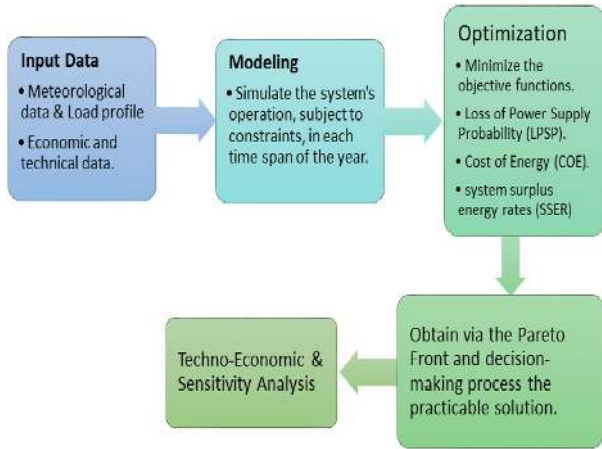 Input Data
• Meteorological
data & Load profile
• Economic and
technical data.
Modeling
• Simulate the system's
operation, subject to
constraints, in each
time span of the year.
Optimization
• Minimize the
objective functions.
• Loss of Power Supply
Probability (LPSP).
• Cost of Energy (COE).
• system surplus
energy rates (SSER)
Obtain via the Pareto
Front and decision-
making process the
practicable solution.
Techno-Economic &
Sensitivity Analysis